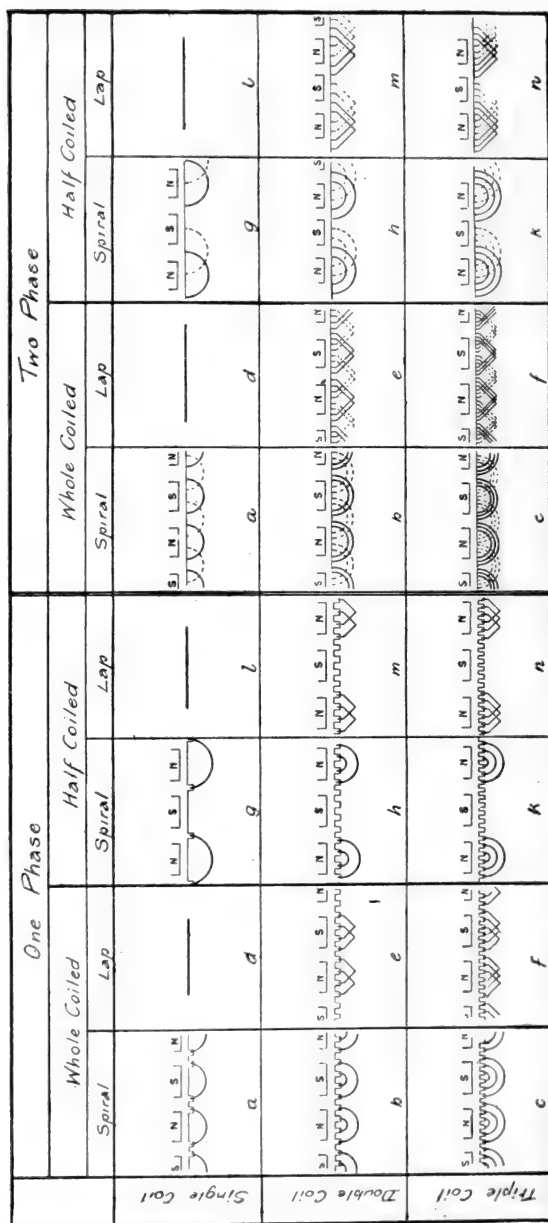 One Phase Two Phase
Whole Coiled Half Coiled Whole Coiled Half Coiled
Spiral Lap Spiral Lap Spiral Lap Spiral Lap
S N S N N S N S N S N N S N
Single Coil
a d g l a d g l
S N S N S N S N N S N N S N S N S N S N S N N S N S N S N S
Double Coil
b e h m b e h m
S N S N S N S N N S N N S N S N S N S N S N N S N S N S N S
Triple Coil
c f k n c f k n